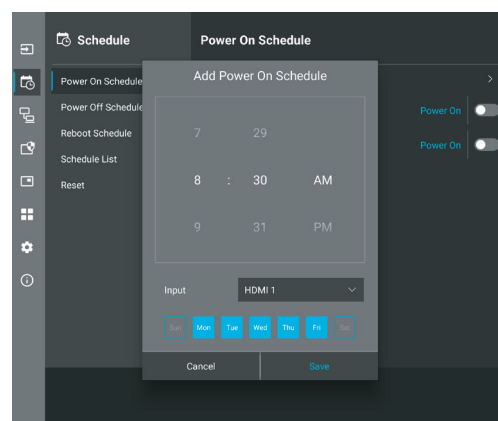 Schedule
Power On Schedule
Power On Schedule
Power Off Schedule
Reboot Schedule
Schedule List
Reset
Power On
Power On
Add Power On Schedule
7 29
8 : 30 AM
9 31 PM
Input HDMI 1
Sun Mon Tue Wed Thu Fri Sat
Cancel Save